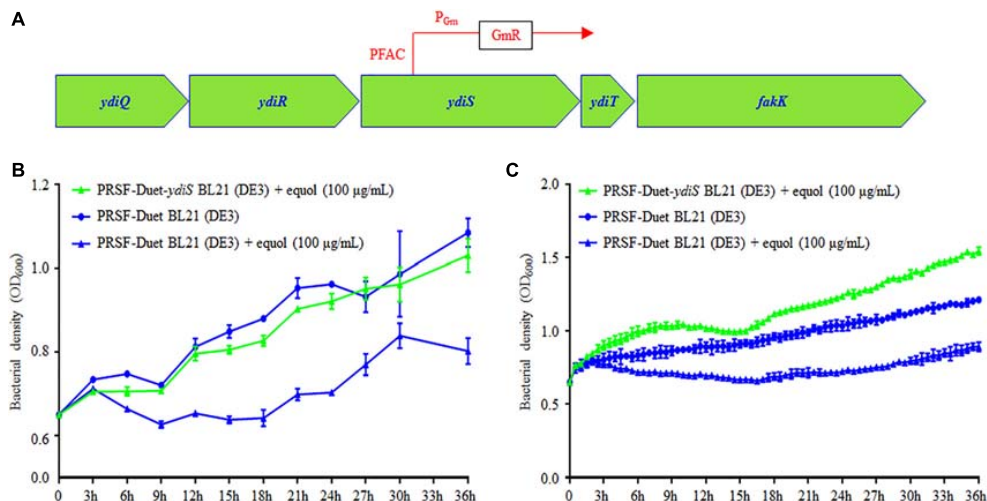 A
P_Gm
GmR
PFAC
ydiQ
ydiR
ydiS
ydiT
fakK
B
PRSF-Duet-ydiS BL21 (DE3) + equol (100 µg/mL)
PRSF-Duet BL21 (DE3)
PRSF-Duet BL21 (DE3) + equol (100 µg/mL)
Bacterial density (OD600)
1.2
1.0
0.8
0.6
0.0
0 3h 6h 9h 12h 15h 18h 21h 24h 27h 30h 33h 36h
C
PRSF-Duet-ydiS BL21 (DE3) + equol (100 µg/mL)
PRSF-Duet BL21 (DE3)
PRSF-Duet BL21 (DE3) + equol (100 µg/mL)
Bacterial density (OD600)
2.0
1.5
1.0
0.5
0.0
0 3h 6h 9h 12h 15h 18h 21h 24h 27h 30h 33h 36h